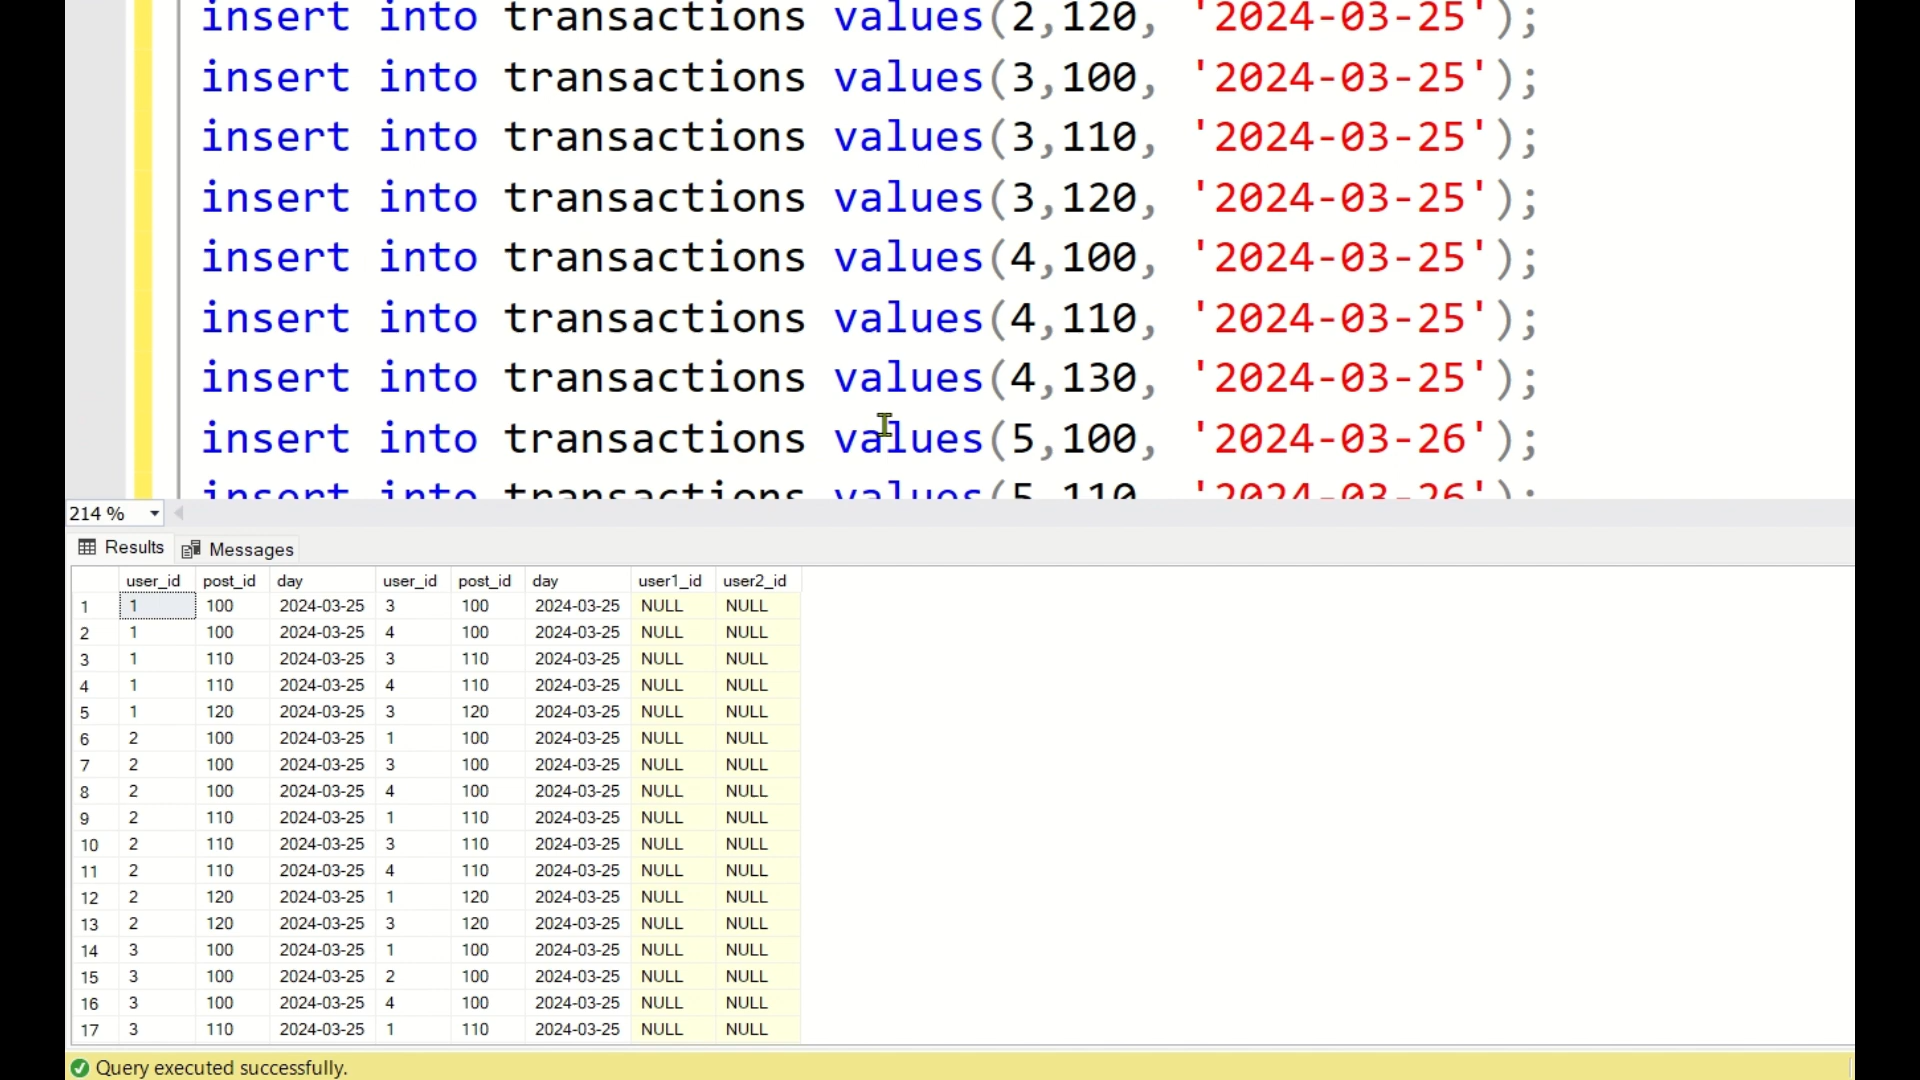 insert into transactions values(2,120, '2024-03-25');
insert into transactions values(3,100, '2024-03-25');
insert into transactions values(3,110, '2024-03-25');
insert into transactions values(3,120, '2024-03-25');
insert into transactions values(4,100, '2024-03-25');
insert into transactions values(4,110, '2024-03-25');
insert into transactions values(4,130, '2024-03-25');
insert into transactions values(5,100, '2024-03-26');
insert into transactions values(5,110, '2024-03-26');
214 %
Results Messages
user_id post_id day user_id post_id day user1_id user2_id
1 1 100 2024-03-25 3 100 2024-03-25 NULL NULL
2 1 100 2024-03-25 4 100 2024-03-25 NULL NULL
3 1 110 2024-03-25 3 110 2024-03-25 NULL NULL
4 1 110 2024-03-25 4 110 2024-03-25 NULL NULL
5 1 120 2024-03-25 3 120 2024-03-25 NULL NULL
6 2 100 2024-03-25 1 100 2024-03-25 NULL NULL
7 2 100 2024-03-25 3 100 2024-03-25 NULL NULL
8 2 100 2024-03-25 4 100 2024-03-25 NULL NULL
9 2 110 2024-03-25 1 110 2024-03-25 NULL NULL
10 2 110 2024-03-25 3 110 2024-03-25 NULL NULL
11 2 110 2024-03-25 4 110 2024-03-25 NULL NULL
12 2 120 2024-03-25 1 120 2024-03-25 NULL NULL
13 2 120 2024-03-25 3 120 2024-03-25 NULL NULL
14 3 100 2024-03-25 1 100 2024-03-25 NULL NULL
15 3 100 2024-03-25 2 100 2024-03-25 NULL NULL
16 3 100 2024-03-25 4 100 2024-03-25 NULL NULL
17 3 110 2024-03-25 1 110 2024-03-25 NULL NULL
Query executed successfully.